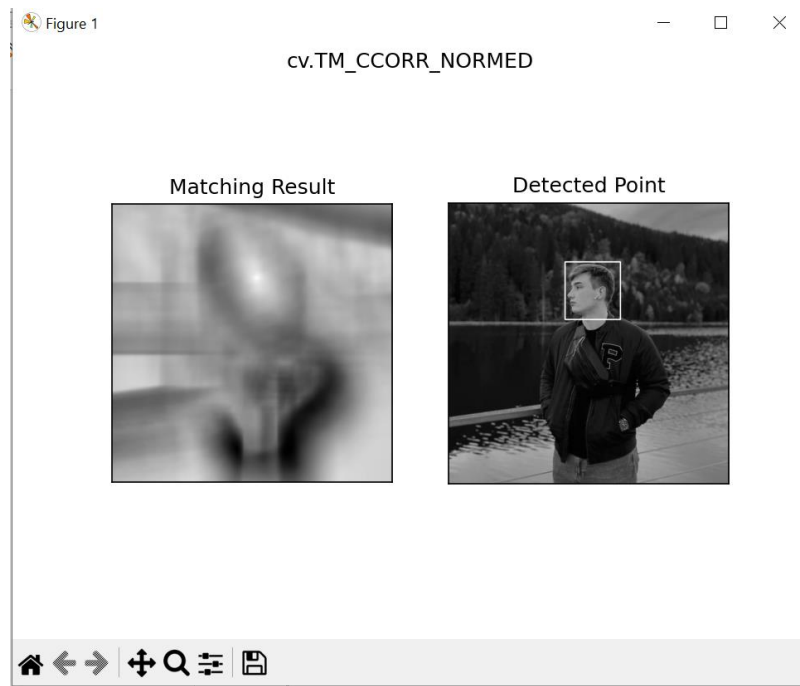 Figure 1
cv.TM_CCORR_NORMED
Matching Result
Detected Point
R